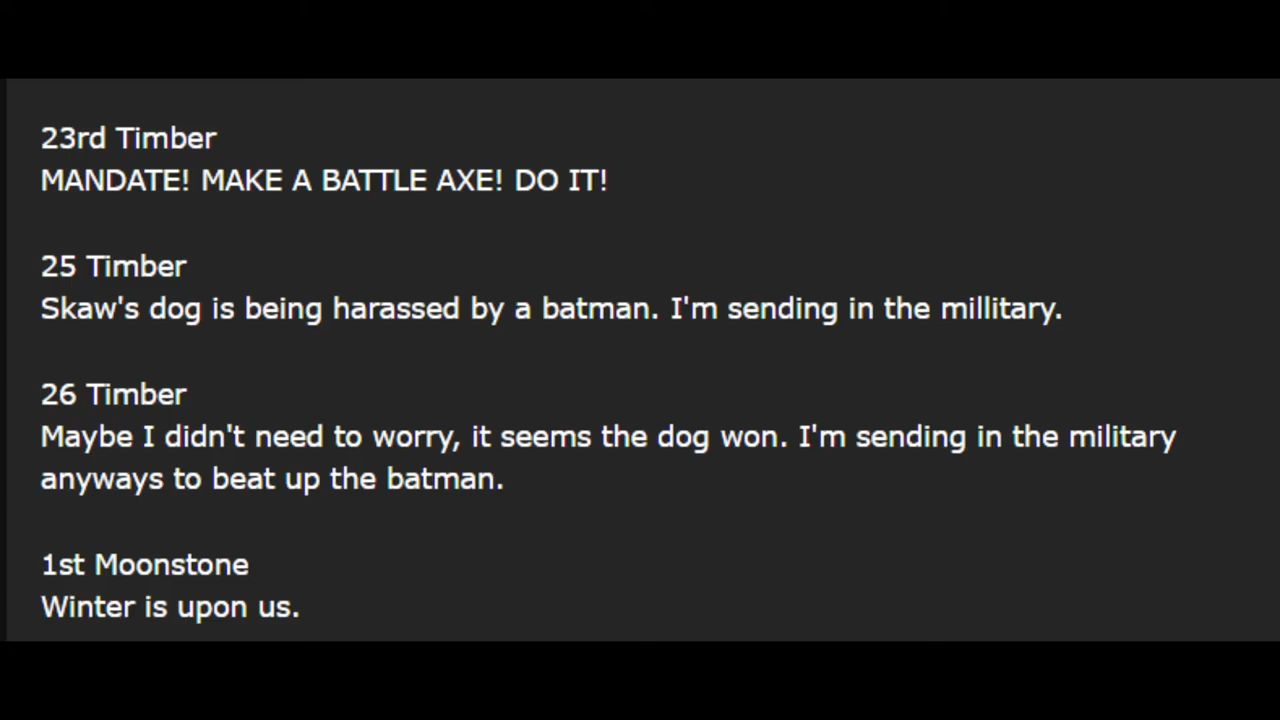 23rd Timber
MANDATE! MAKE A BATTLE AXE! DO IT!
25 Timber
Skaw's dog is being harassed by a batman. I'm sending in the millitary.
26 Timber
Maybe I didn't need to worry, it seems the dog won. I'm sending in the military
anyways to beat up the batman.
1st Moonstone
Winter is upon us.